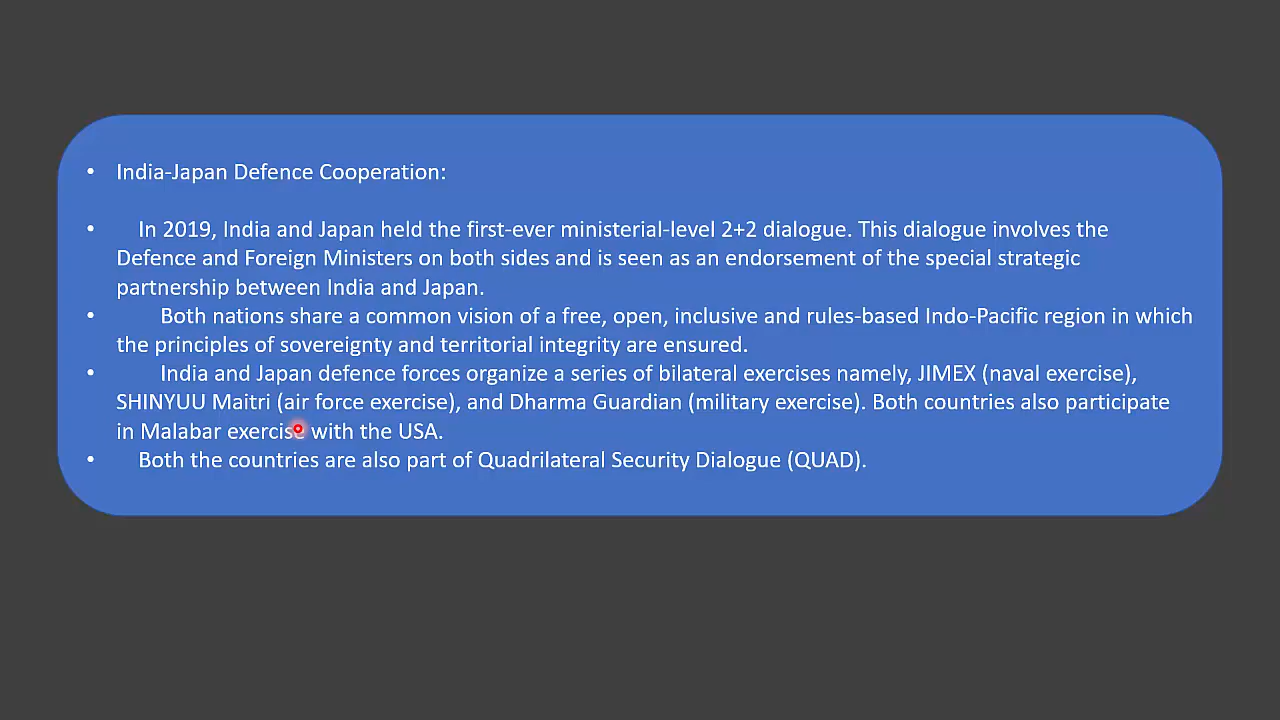 • India-Japan Defence Cooperation:
• In 2019, India and Japan held the first-ever ministerial-level 2+2 dialogue. This dialogue involves the
Defence and Foreign Ministers on both sides and is seen as an endorsement of the special strategic
partnership between India and Japan.
• Both nations share a common vision of a free, open, inclusive and rules-based Indo-Pacific region in which
the principles of sovereignty and territorial integrity are ensured.
• India and Japan defence forces organize a series of bilateral exercises namely, JIMEX (naval exercise),
SHINYUU Maitri (air force exercise), and Dharma Guardian (military exercise). Both countries also participate
in Malabar exercise with the USA.
• Both the countries are also part of Quadrilateral Security Dialogue (QUAD).